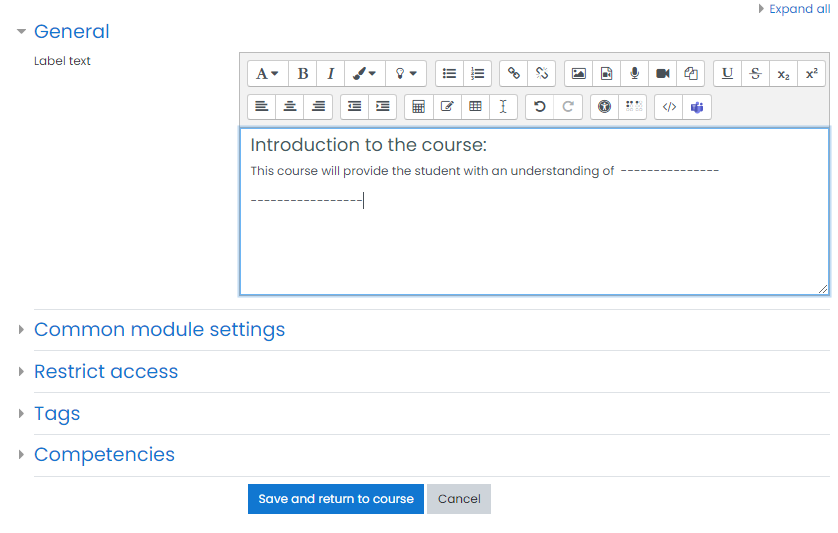 Expand all
General
Label text
A B I
U S x₂ x²
</>
Introduction to the course:
This course will provide the student with an understanding of ---------------
-----------------
Common module settings
Restrict access
Tags
Competencies
Save and return to course Cancel